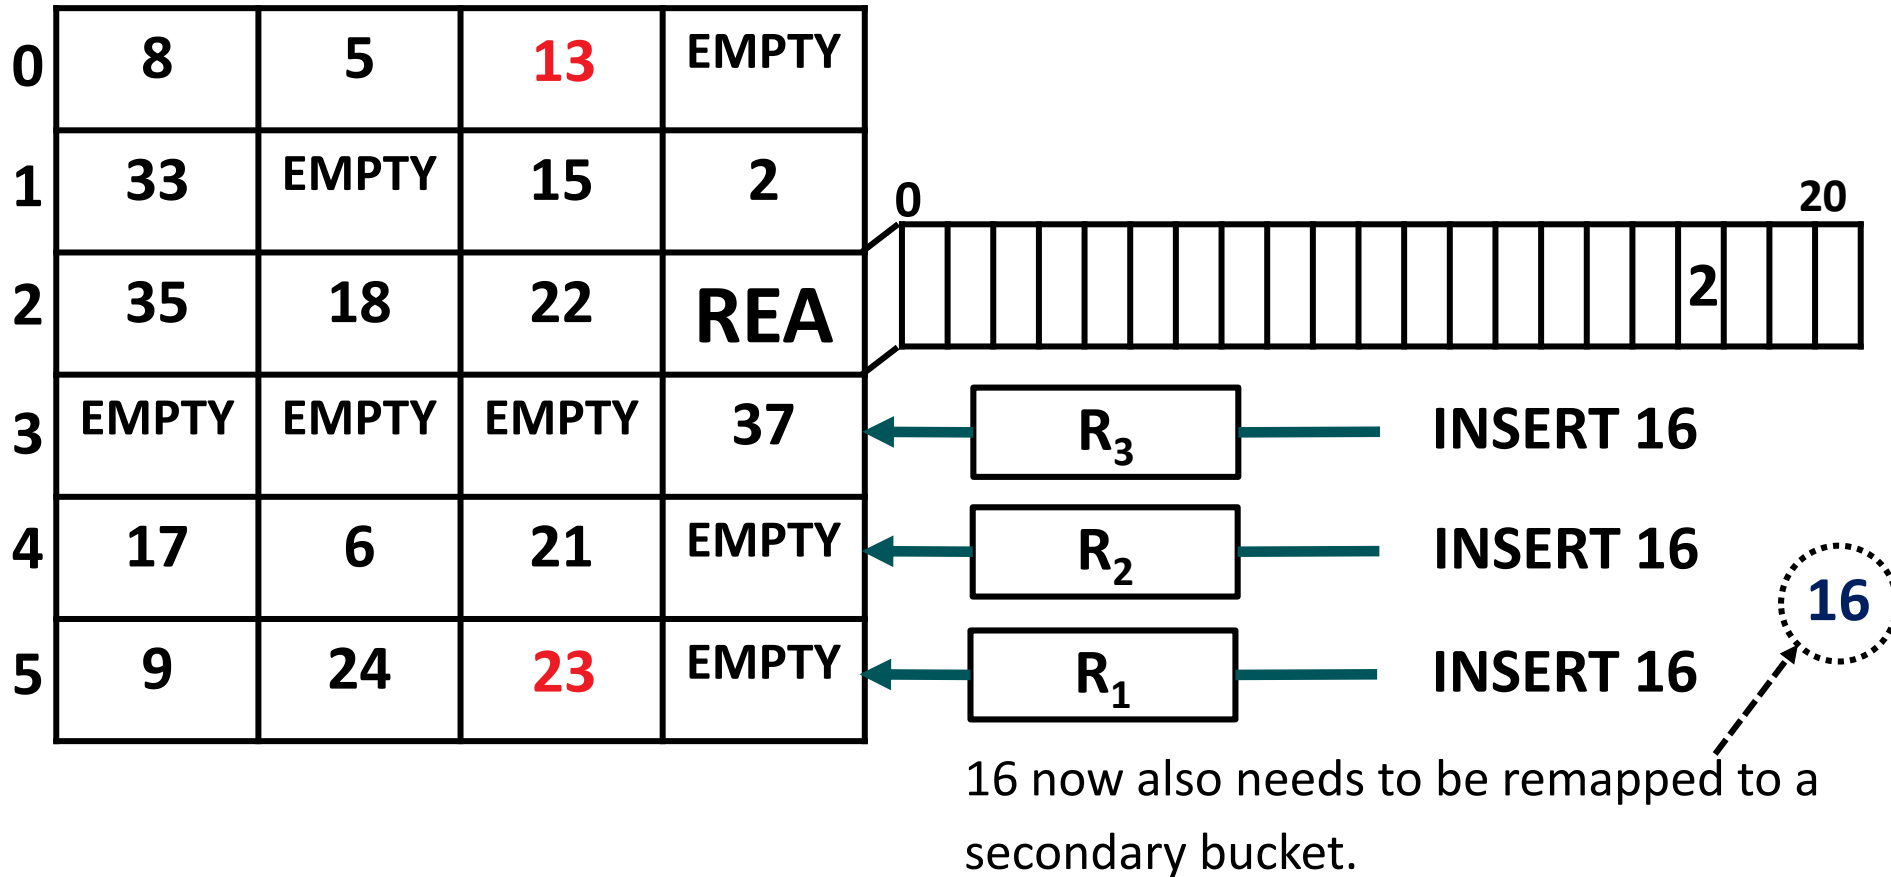 0 8 5 13 EMPTY
1 33 EMPTY 15 2
0 20
2 35 18 22 REA 2
3 EMPTY EMPTY EMPTY 37 R3 INSERT 16
4 17 6 21 EMPTY R2 INSERT 16
16
5 9 24 23 EMPTY R1 INSERT 16
16 now also needs to be remapped to a
secondary bucket.